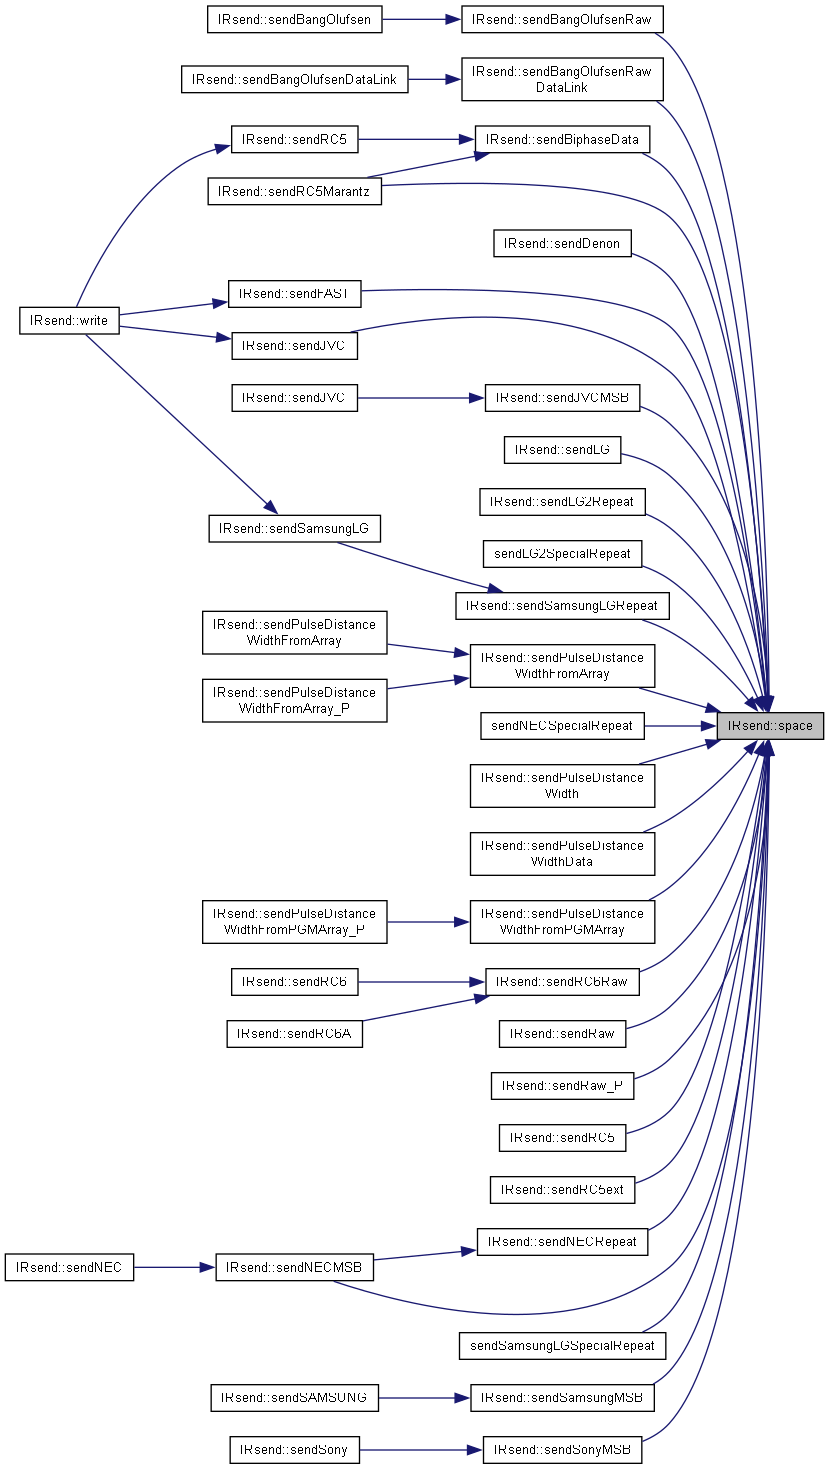 IRsend::sendBangOlufsen
IRsend::sendBangOlufsenRaw
IRsend::sendBangOlufsenDataLink
IRsend::sendBangOlufsenRaw
DataLink
IRsend::sendRC5
IRsend::sendBiphaseData
IRsend::sendRC5Marantz
IRsend::sendDenon
IRsend::sendFAST
IRsend::write
IRsend::sendJVC
IRsend::sendJVC
IRsend::sendJVCMSB
IRsend::sendLG
IRsend::sendLG2Repeat
IRsend::sendSamsungLG
sendLG2SpecialRepeat
IRsend::sendSamsungLGRepeat
IRsend::sendPulseDistance
WidthFromArray
IRsend::sendPulseDistance
WidthFromArray
IRsend::sendPulseDistance
WidthFromArray_P
sendNECSpecialRepeat
IRsend::space
IRsend::sendPulseDistance
Width
IRsend::sendPulseDistance
WidthData
IRsend::sendPulseDistance
WidthFromPGMArray_P
IRsend::sendPulseDistance
WidthFromPGMArray
IRsend::sendRC6
IRsend::sendRC6Raw
IRsend::sendRC6A
IRsend::sendRaw
IRsend::sendRaw_P
IRsend::sendRC5
IRsend::sendRC5ext
IRsend::sendNECRepeat
IRsend::sendNEC
IRsend::sendNECMSB
sendSamsungLGSpecialRepeat
IRsend::sendSAMSUNG
IRsend::sendSamsungMSB
IRsend::sendSony
IRsend::sendSonyMSB